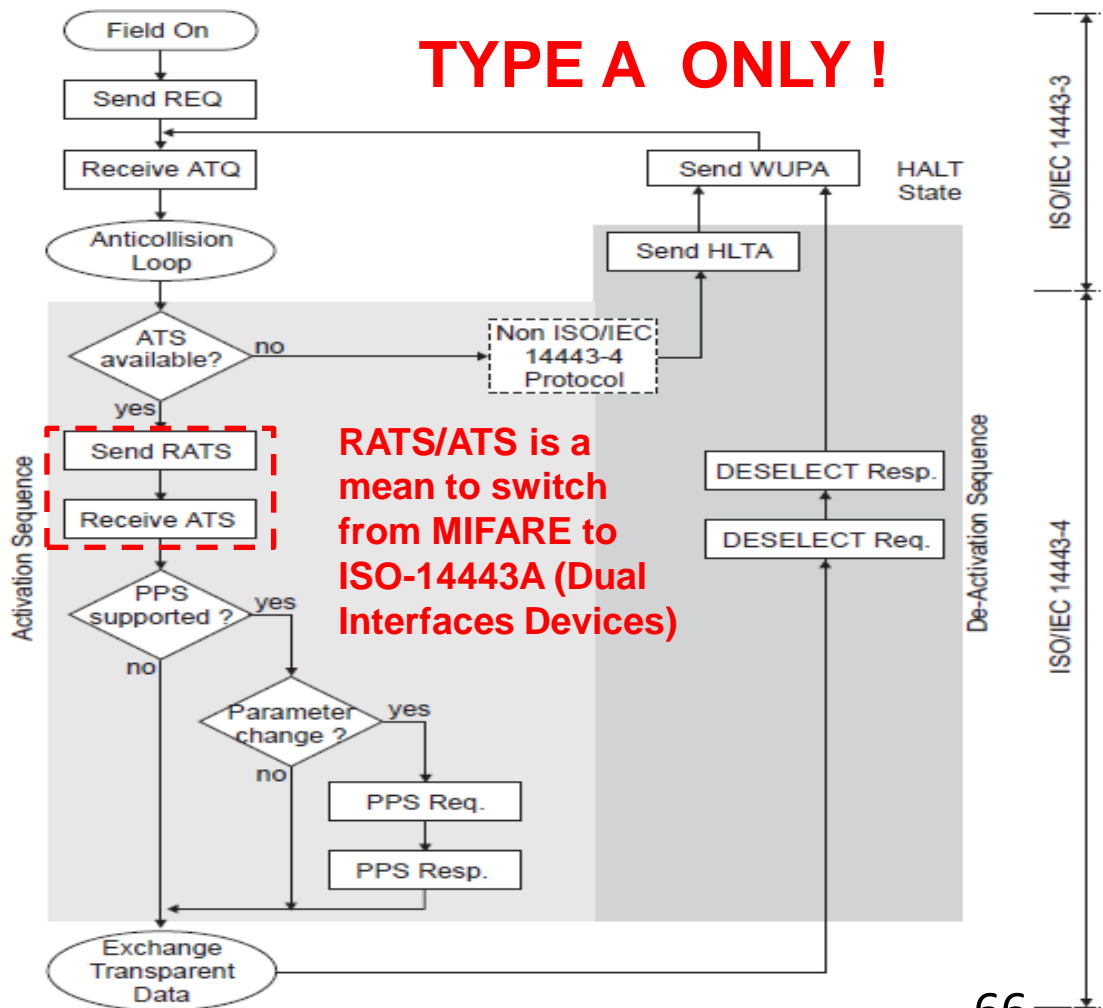 TYPE A ONLY !
Field On
Send REQ
Receive ATQ
Anticollision
Loop
ATS
available?
no
yes
Non ISO/IEC
14443-4
Protocol
Send HLTA
Send WUPA
HALT
State
Send RATS
Receive ATS
RATS/ATS is a
mean to switch
from MIFARE to
ISO-14443A (Dual
Interfaces Devices)
PPS
supported ?
yes
no
Parameter
change ?
yes
no
PPS Req.
PPS Resp.
Exchange
Transparent
Data
DESELECT Resp.
DESELECT Req.
Activation Sequence
De-Activation Sequence
ISO/IEC 14443-3
ISO/IEC 14443-4
66